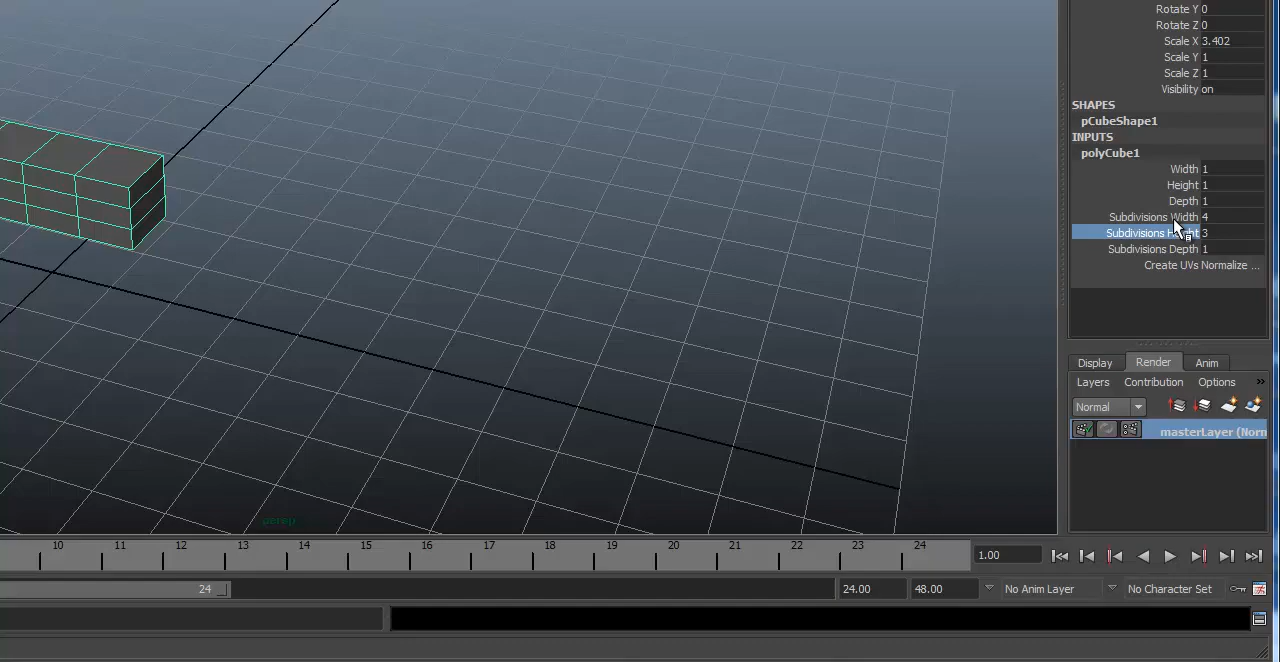 Rotate Y 0
Rotate Z 0
Scale X 3.402
Scale Y 1
Scale Z 1
Visibility on
SHAPES
pCubeShape1
INPUTS
polyCube1
Width 1
Height 1
Depth 1
Subdivisions Width 4
Subdivisions Height 3
Subdivisions Depth 1
Create UVs Normalize ...
Display Render Anim
Layers Contribution Options »
Normal
masterLayer (Norm
persp
10 11 12 13 14 15 16 17 18 19 20 21 22 23 24
1.00
24 24.00 48.00 No Anim Layer No Character Set